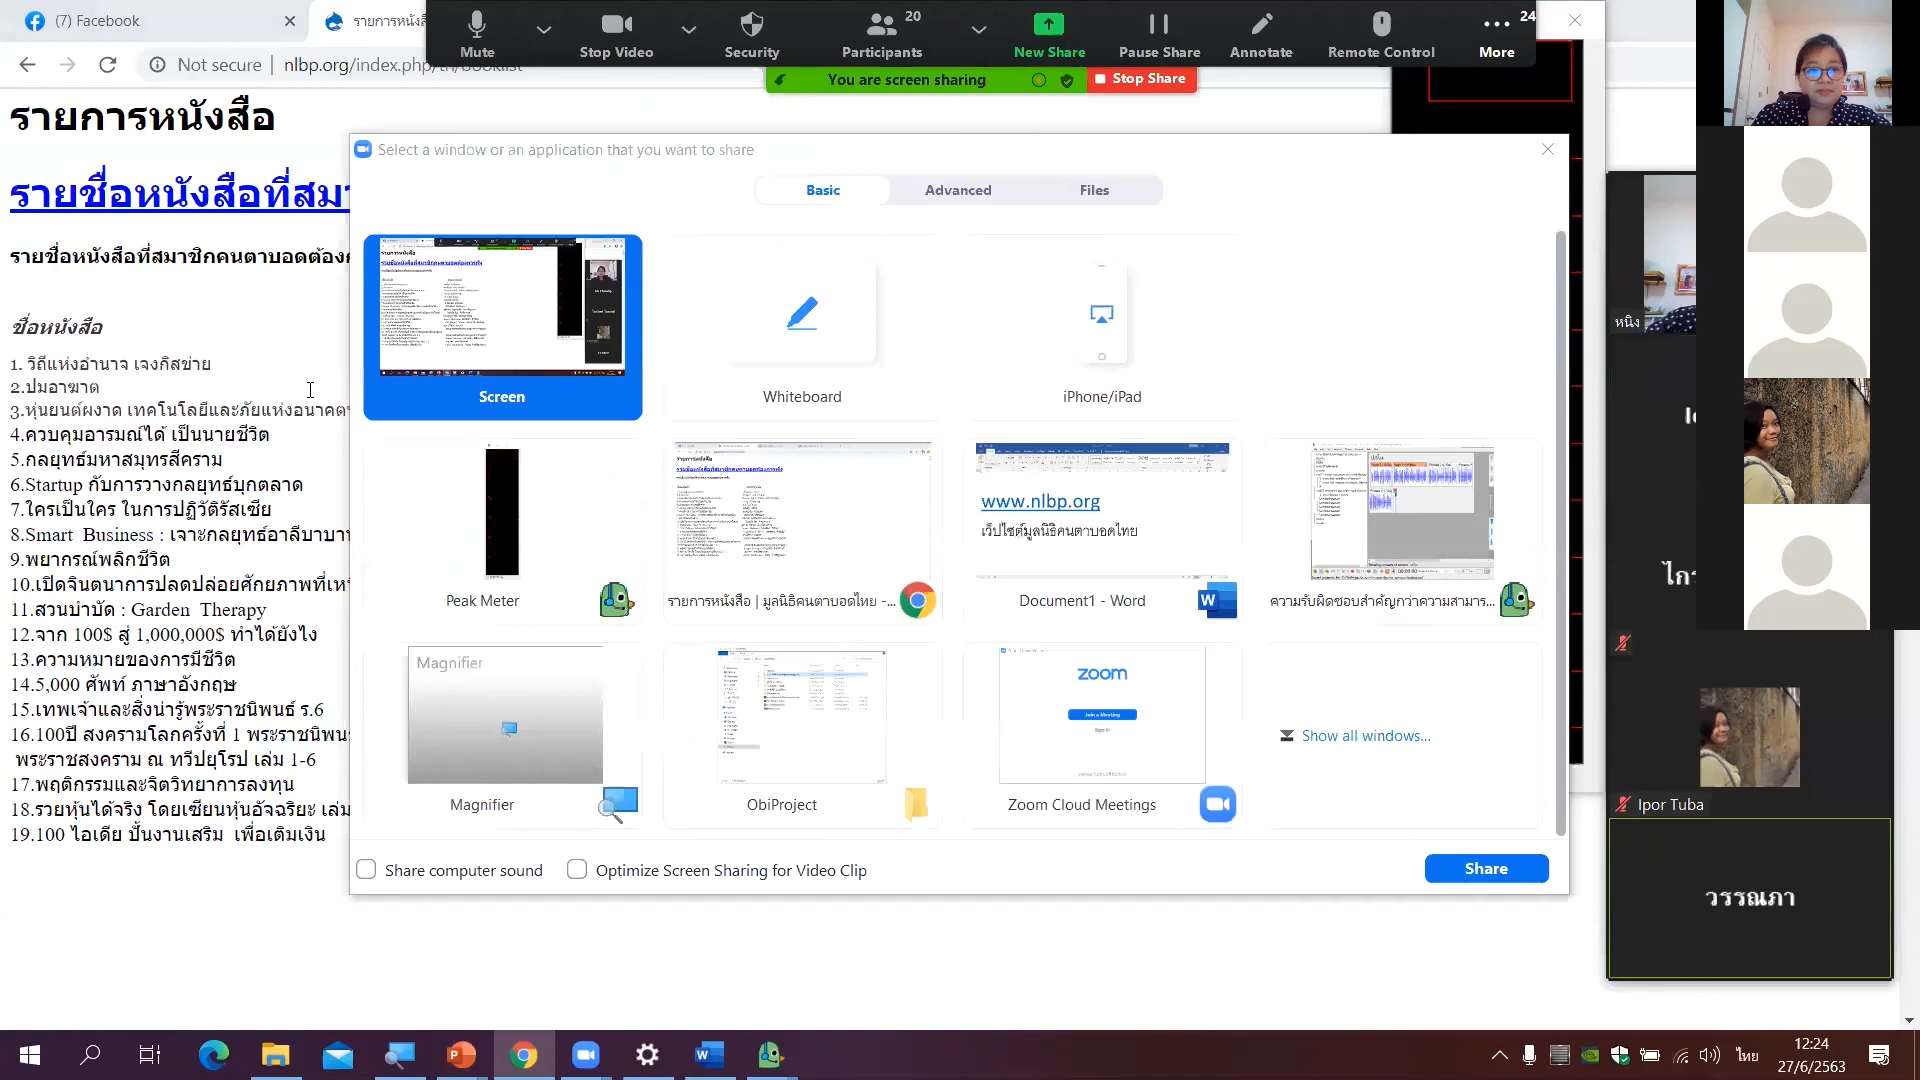 (7) Facebook
รายการหนังสื
Mute
Stop Video
Security
20
Participants
New Share
Pause Share
Annotate
Remote Control
24
More
Not secure
nlbp.org/index.php/th/booklist
You are screen sharing
Stop Share
รายการหนังสือ
รายชื่อหนังสือที่สมา
รายชื่อหนังสือที่สมาชิกคนตาบอดต้อง
ชื่อหนังสือ
1. วิถีแห่งอำนาจ เจงกิสข่าย
2.ปมอาฆาต
3.หุ่นยนต์ผงาด เทคโนโลยีและภัยแห่งอนาคต
4.ควบคุมอารมณ์ได้ เป็นนายชีวิต
5.กลยุทธ์มหาสมุทรสีคราม
6.Startup กับการวางกลยุทธ์บุกตลาด
7.ใครเป็นใคร ในการปฏิวัติรัสเซีย
8.Smart Business : เจาะกลยุทธ์อาลีบาบา
9.พยากรณ์พลิกชีวิต
10.เปิดจินตนาการปลดปล่อยศักยภาพที่เห
11.สวนบำบัด : Garden Therapy
12.จาก 100$ สู่ 1,000,000$ ทำได้ยังไง
13.ความหมายของการมีชีวิต
14.5,000 ศัพท์ ภาษาอังกฤษ
15.เทพเจ้าและสิ่งน่ารู้พระราชนิพนธ์ ร.6
16.100ปี สงครามโลกครั้งที่ 1 พระราชนิพน
พระราชสงคราม ณ ทวีปยุโรป เล่ม 1-6
17.พฤติกรรมและจิตวิทยาการลงทุน
18.รวยหุ้นได้จริง โดยเซียนหุ้นอัจฉริยะ เล่ม
19.100 ไอเดีย ปั้นงานเสริม เพื่อเติมเงิน
Select a window or an application that you want to share
Basic
Advanced
Files
Screen
Whiteboard
iPhone/iPad
www.nlbp.org
เว็ปไซต์มูลนิธิคนตาบอดไทย
Peak Meter
รายการหนังสือ | มูลนิธิคนตาบอดไทย -...
Document1 - Word
ความรับผิดชอบสำคัญกว่าความสามาร...
Magnifier
zoom
Join a Meeting
Sign In
Show all windows...
Magnifier
ObiProject
Zoom Cloud Meetings
Share computer sound
Optimize Screen Sharing for Video Clip
Share
หนิง
Ipor Tuba
วรรณภา
ไทย
12:24
27/6/2563